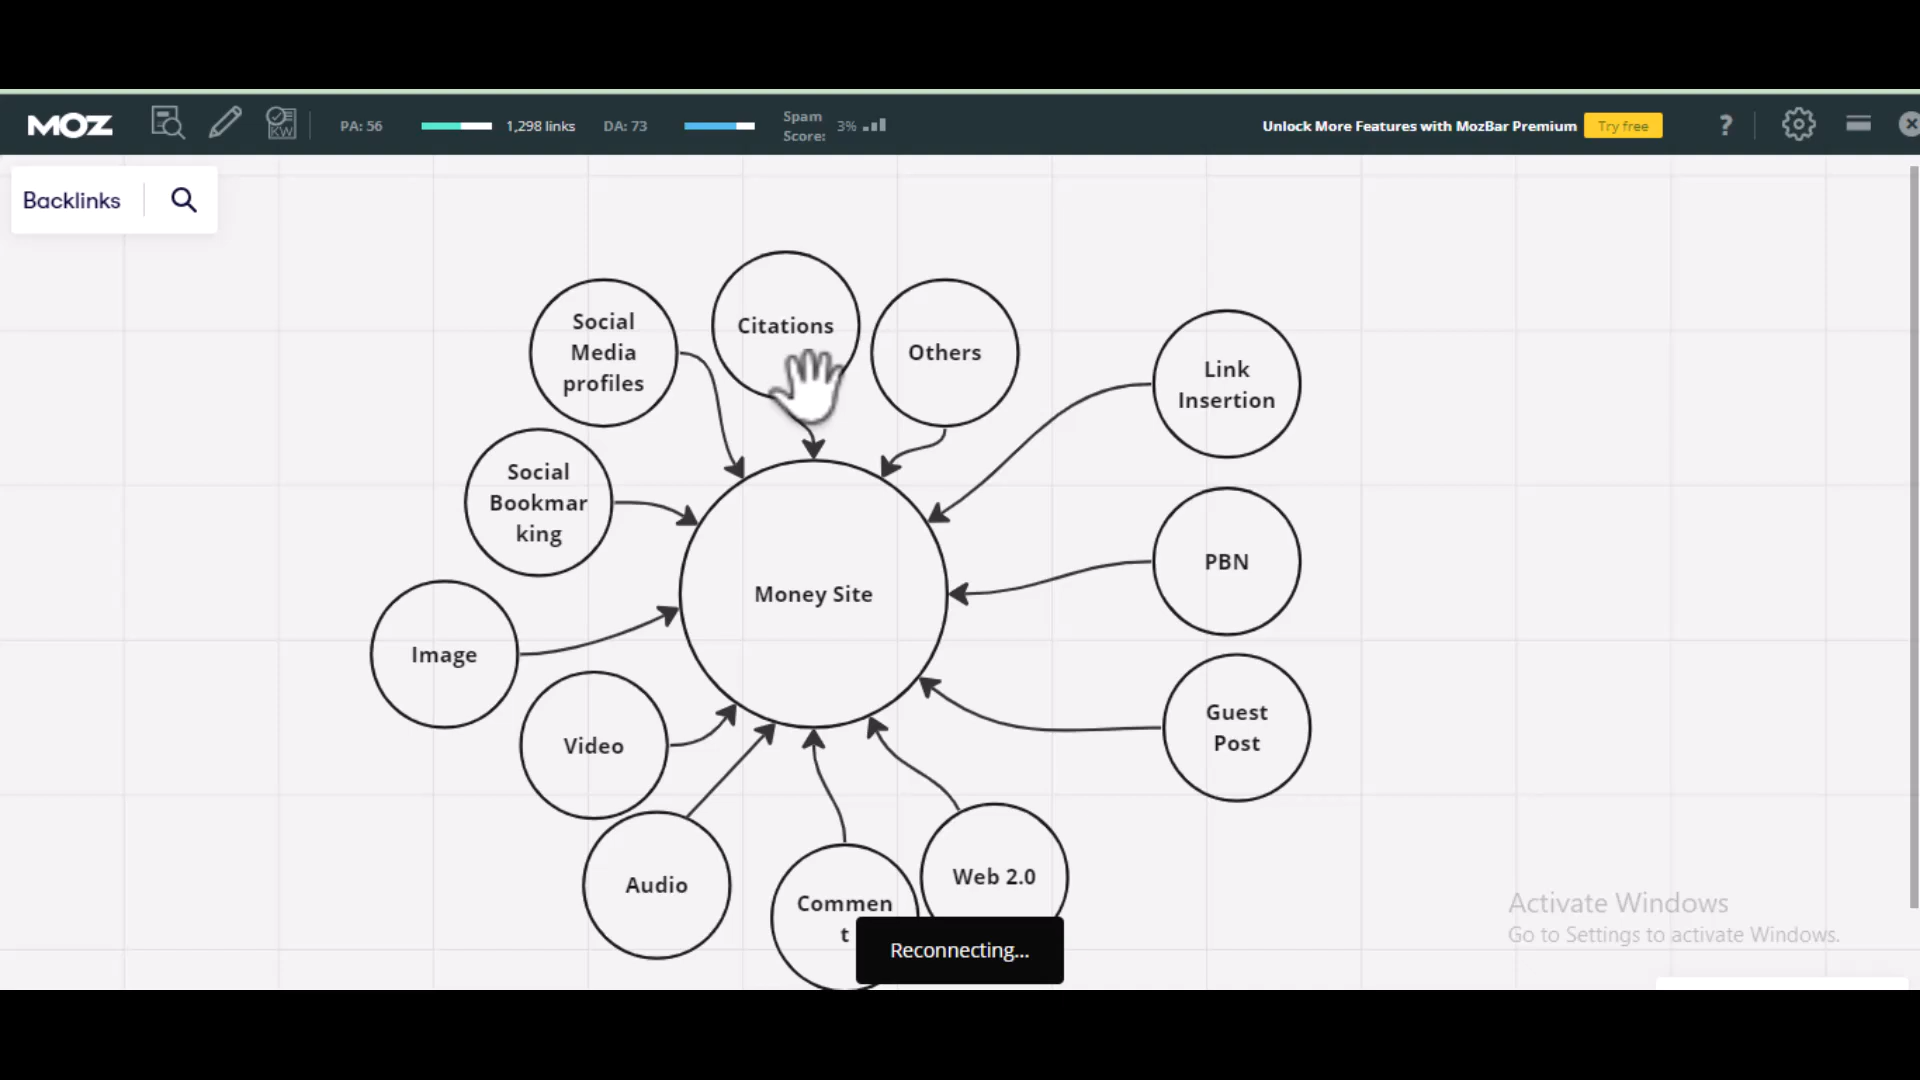 MOZ
KW
PA: 56
1,298 links
DA: 73
Spam
Score:
3%
Unlock More Features with MozBar Premium
Try free
?
Backlinks
Social
Media
profiles
Citations
Others
Link
Insertion
Social
Bookmar
king
PBN
Money Site
Image
Guest
Post
Video
Audio
Commen
t
Web 2.0
Reconnecting...
Activate Windows
Go to Settings to activate Windows.